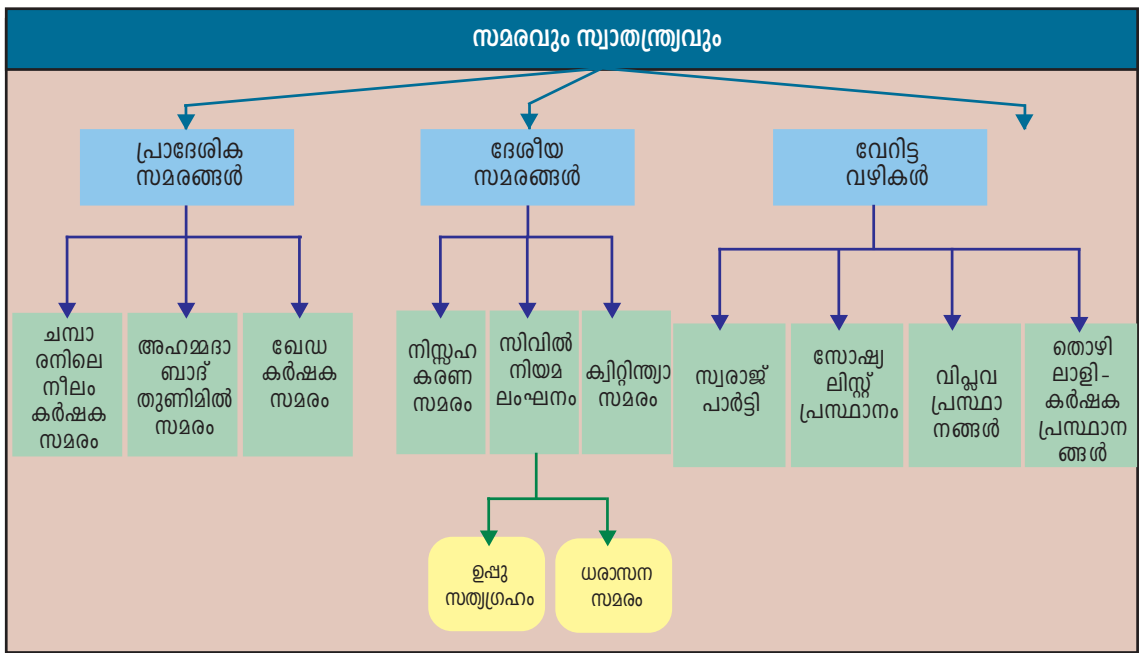 സമരവും സ്വാതന്ത്ര്യവും
പ്രാദേശിക
സമരങ്ങൾ
ദേശീയ
സമരങ്ങൾ
വേറിട്ട
വഴികൾ
ചമ്പാ
രനിലെ
നീലം
കർഷക
സമരം
അഹമ്മദാ
ബാദ്
തുണിമിൽ
സമരം
ഖേഡ
കർഷക
സമരം
നിസ്സഹ
കരണ
സമരം
സിവിൽ
നിയമ
ലംഘനം
ക്വിറ്റിന്ത്യാ
സമരം
സ്വരാജ്
പാർട്ടി
സോഷ്യ
ലിസ്റ്റ്
പ്രസ്ഥാനം
വിപ്ലവ
പ്രസ്ഥാ
നങ്ങൾ
തൊഴി
ലാളി-
കർഷക
പ്രസ്ഥാന
ങ്ങൾ
ഉപ്പു
സത്യഗ്രഹം
ധരാസന
സമരം